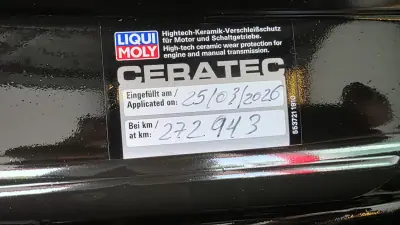 LIQUI MOLY
Hightech-Keramik-Verschleißschutz
für Motor und Schaltgetriebe.
High-tech ceramic wear protection for
engine and manual transmission.
CERATEC
Eingefüllt am /
Applicated on: 25/03/2026
Bei km /
at km: 272.943